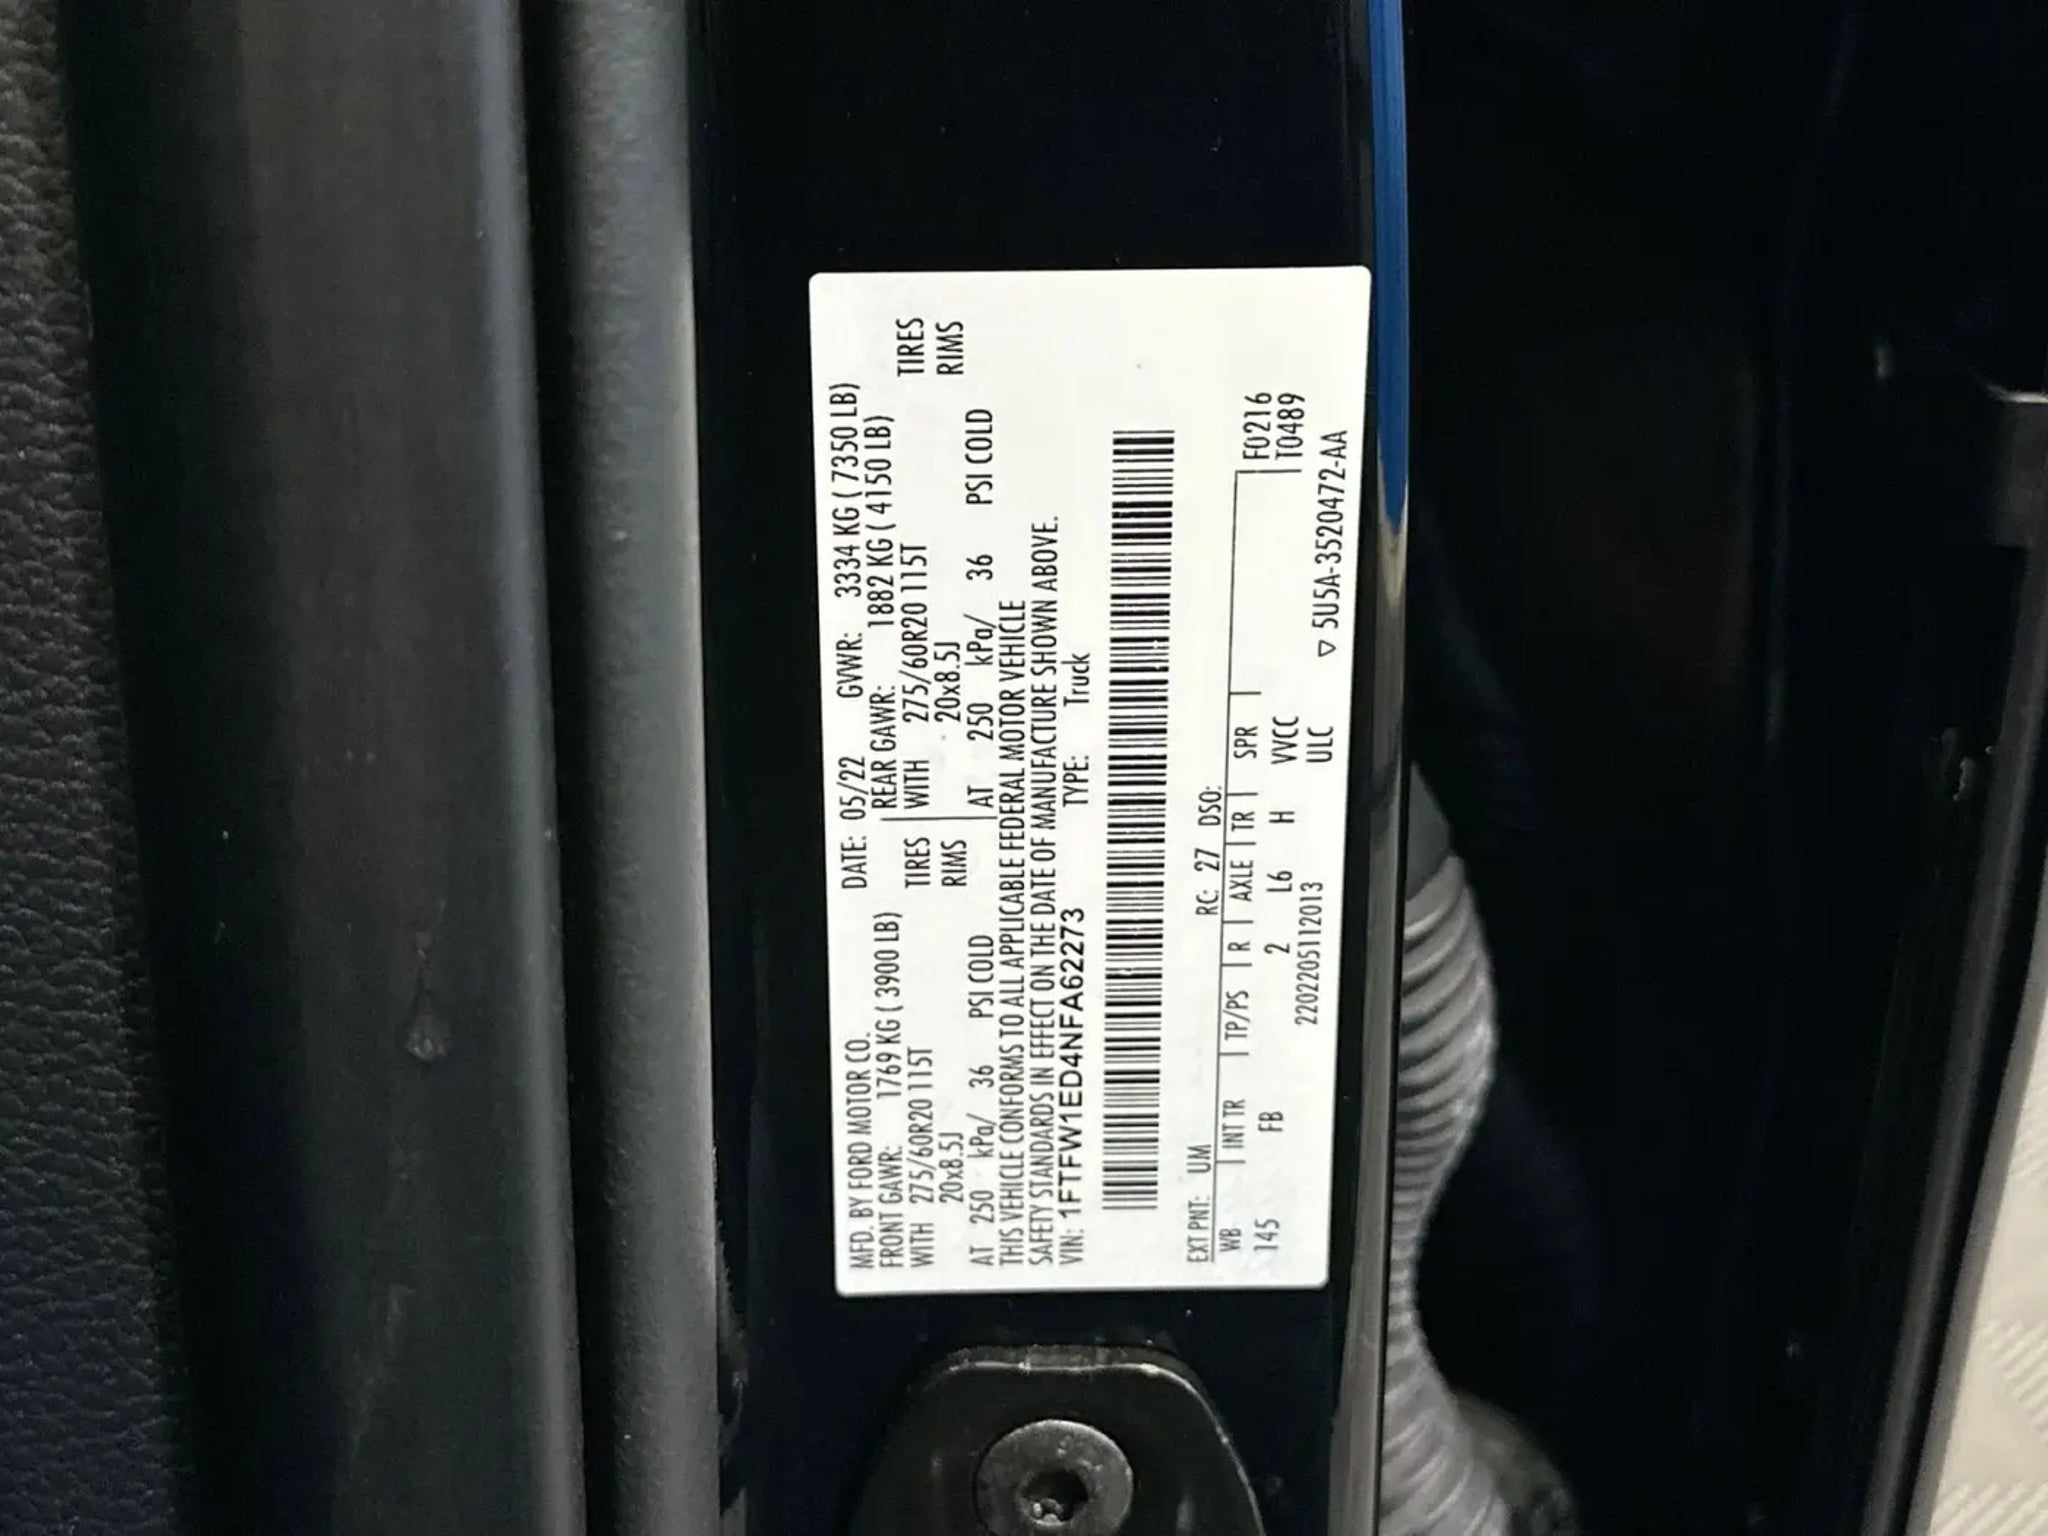 MFD. BY FORD MOTOR CO. DATE: 05/22 GVWR: 3334 KG ( 7350 LB)
FRONT GAWR: 1769 KG ( 3900 LB) REAR GAWR: 1882 KG ( 4150 LB)
WITH 275/60R20 115T TIRES WITH 275/60R20 115T TIRES
20x8.5J RIMS 20x8.5J RIMS
AT 250 kPa/ 36 PSI COLD AT 250 kPa/ 36 PSI COLD
THIS VEHICLE CONFORMS TO ALL APPLICABLE FEDERAL MOTOR VEHICLE
SAFETY STANDARDS IN EFFECT ON THE DATE OF MANUFACTURE SHOWN ABOVE.
VIN: 1FTFW1ED4NFA62273 TYPE: Truck
EXT PNT: UM RC: 27 DSO:
WB INT TR TP/PS R AXLE TR SPR F0216
145 FB 2 L6 H VVCC T0489
2202205112013 ULC
▽ 5U5A-3520472-AA